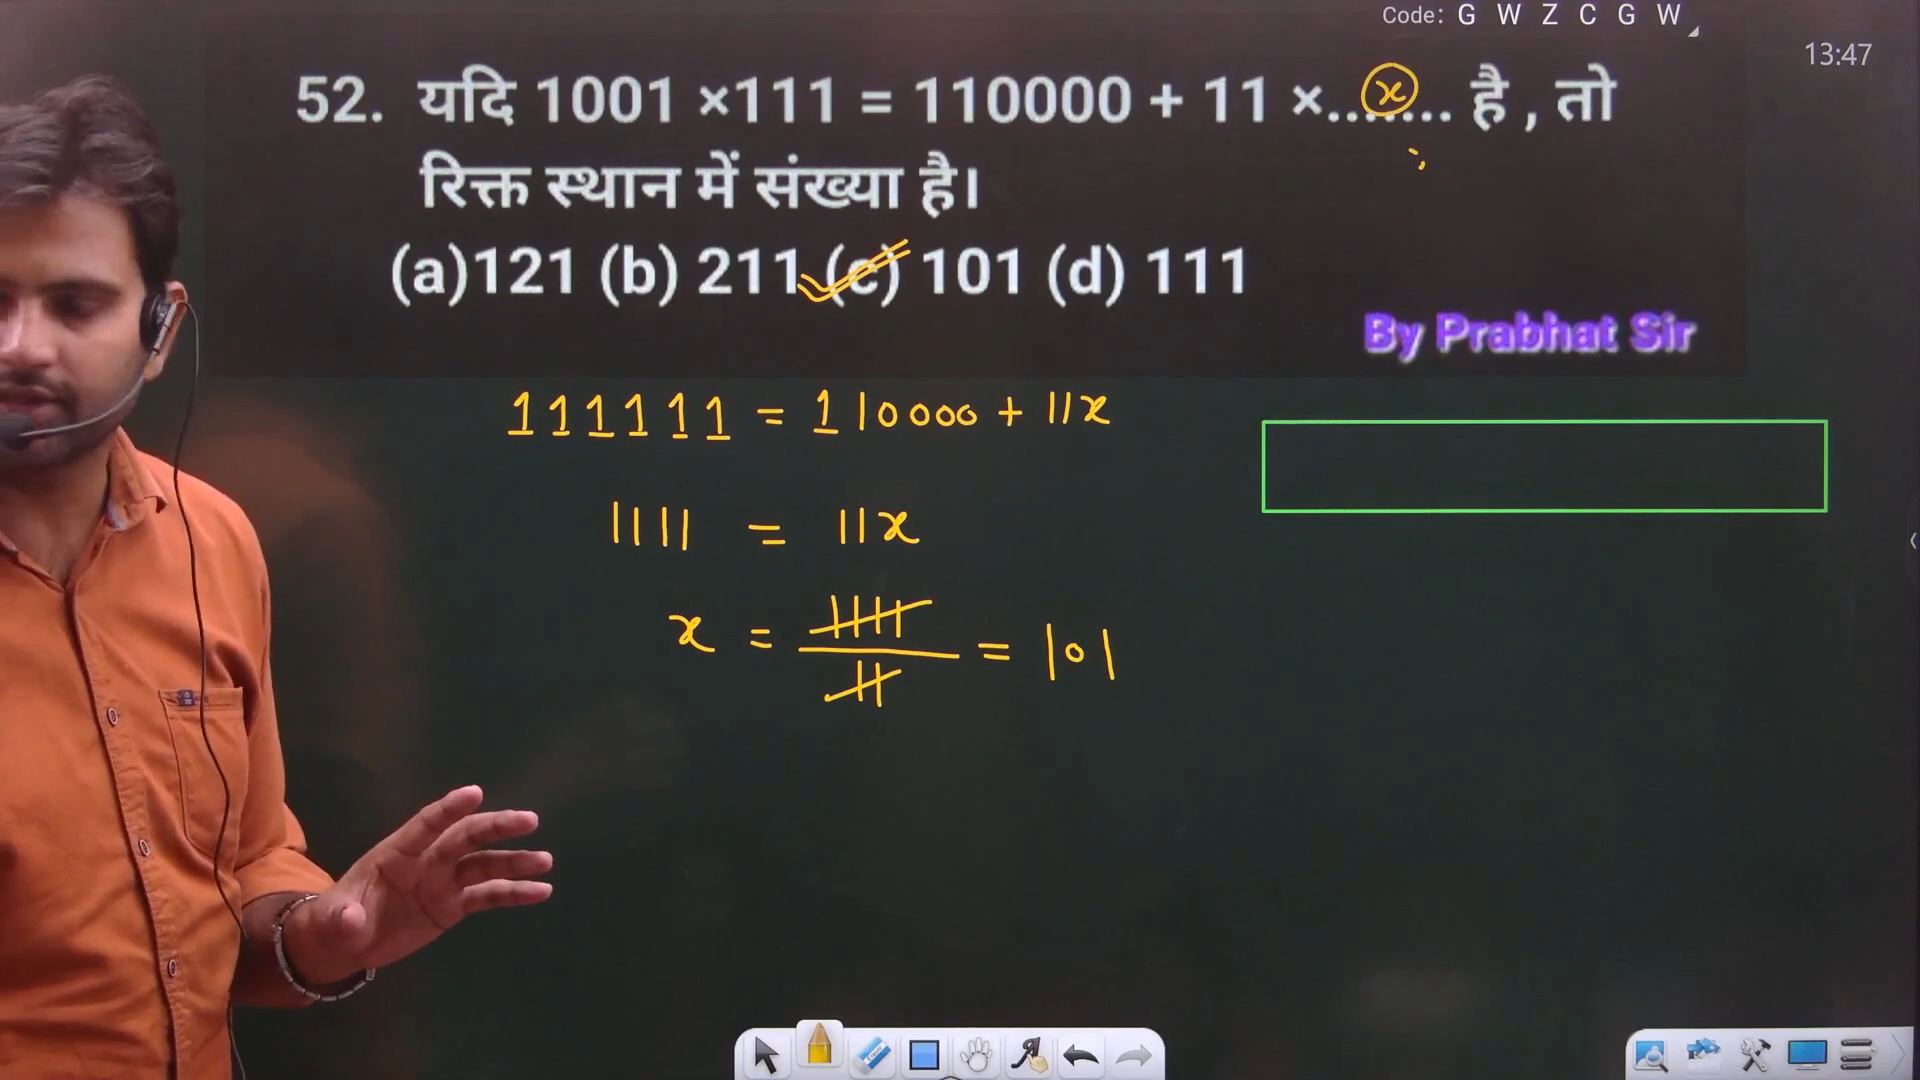 Code: G W Z C G W
13:47
52. यदि 1001 ×111 = 110000 + 11 ×....... है , तो
x
रिक्त स्थान में संख्या है।
(a)121 (b) 211 (c) 101 (d) 111
By Prabhat Sir
111111 = 110000 + 11x
1111 = 11x
x = 1111/11 = 101